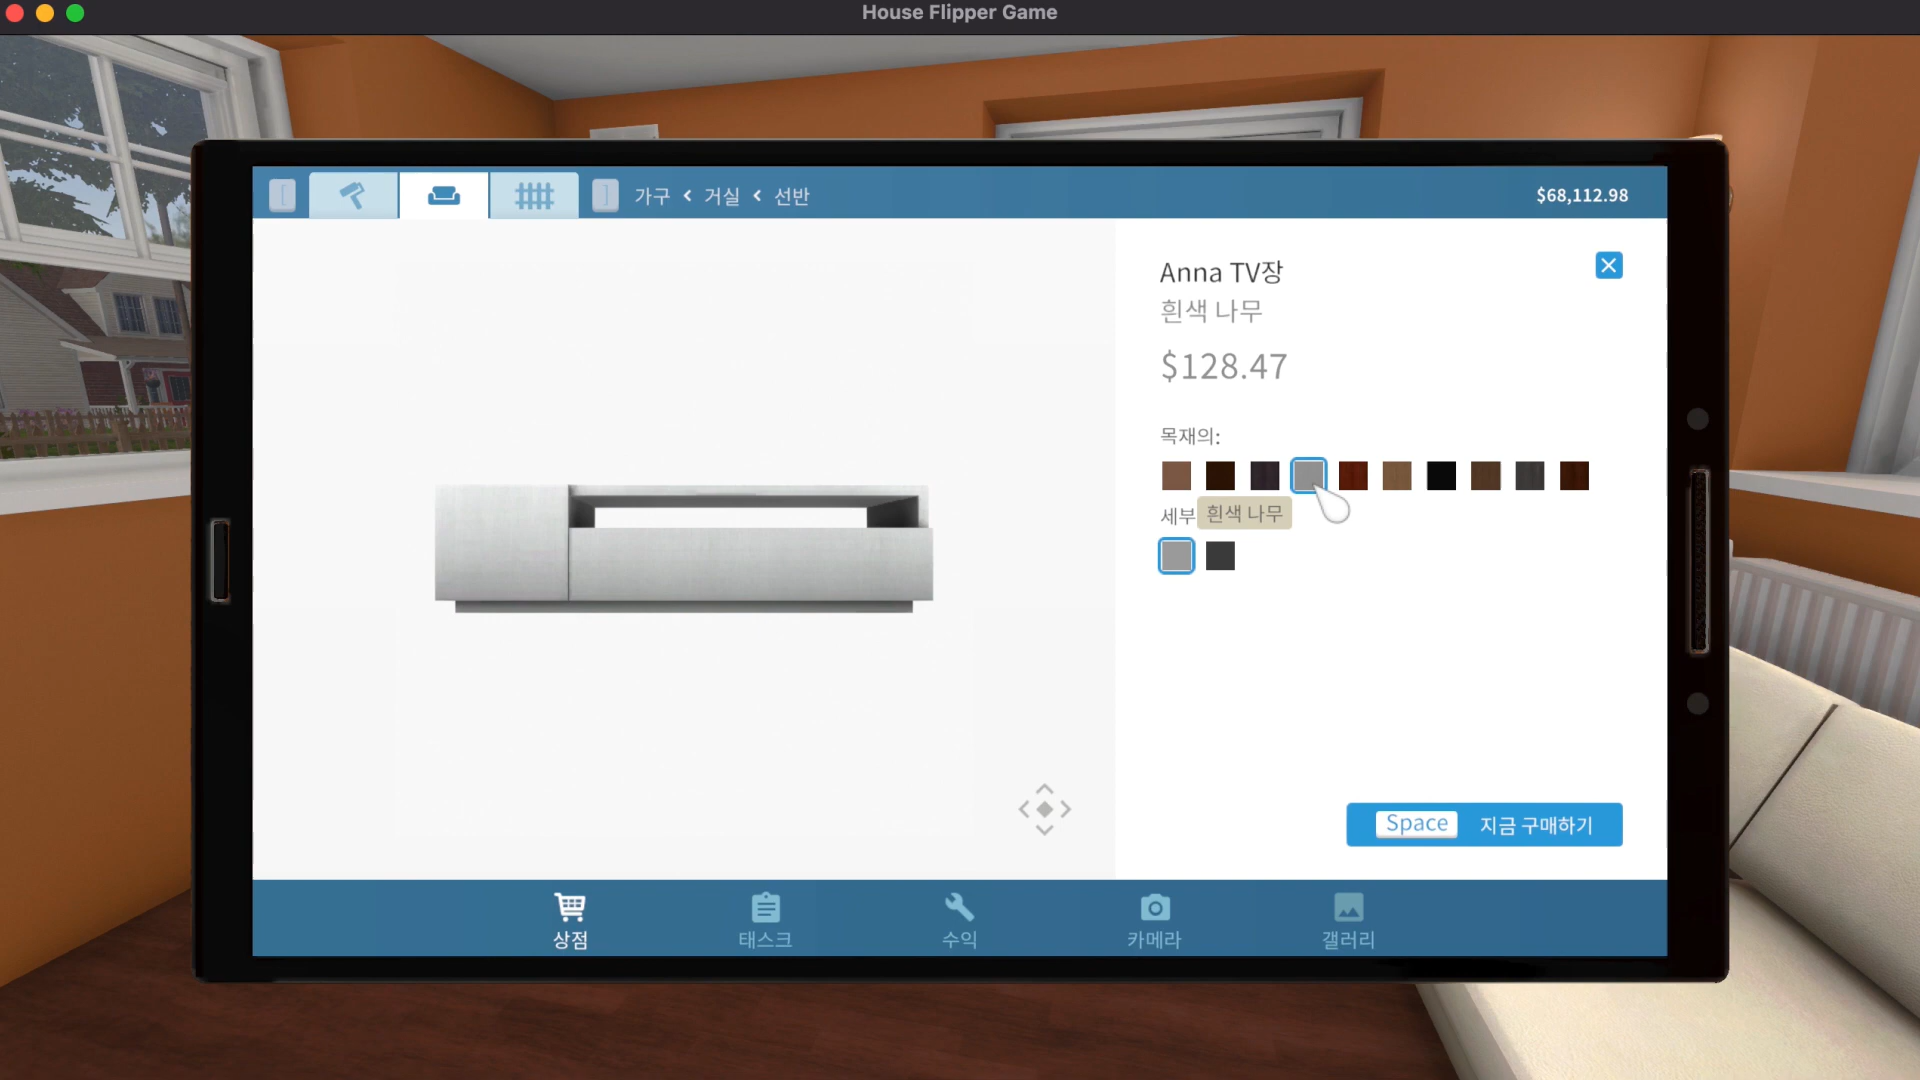 House Flipper Game
[ ] 가구 < 거실 < 선반 $68,112.98
Anna TV장
흰색 나무
$128.47
목재의:
세부
흰색 나무
Space 지금 구매하기
상점 태스크 수익 카메라 갤러리